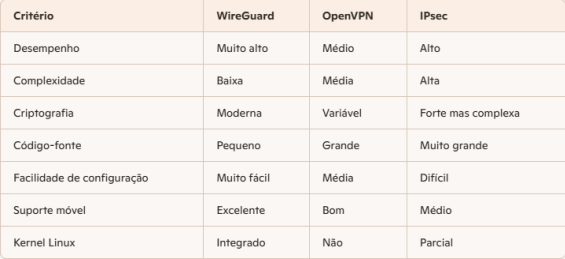 Critério WireGuard OpenVPN IPsec
Desempenho Muito alto Médio Alto
Complexidade Baixa Média Alta
Criptografia Moderna Variável Forte mas complexa
Código-fonte Pequeno Grande Muito grande
Facilidade de configuração Muito fácil Média Difícil
Suporte móvel Excelente Bom Médio
Kernel Linux Integrado Não Parcial